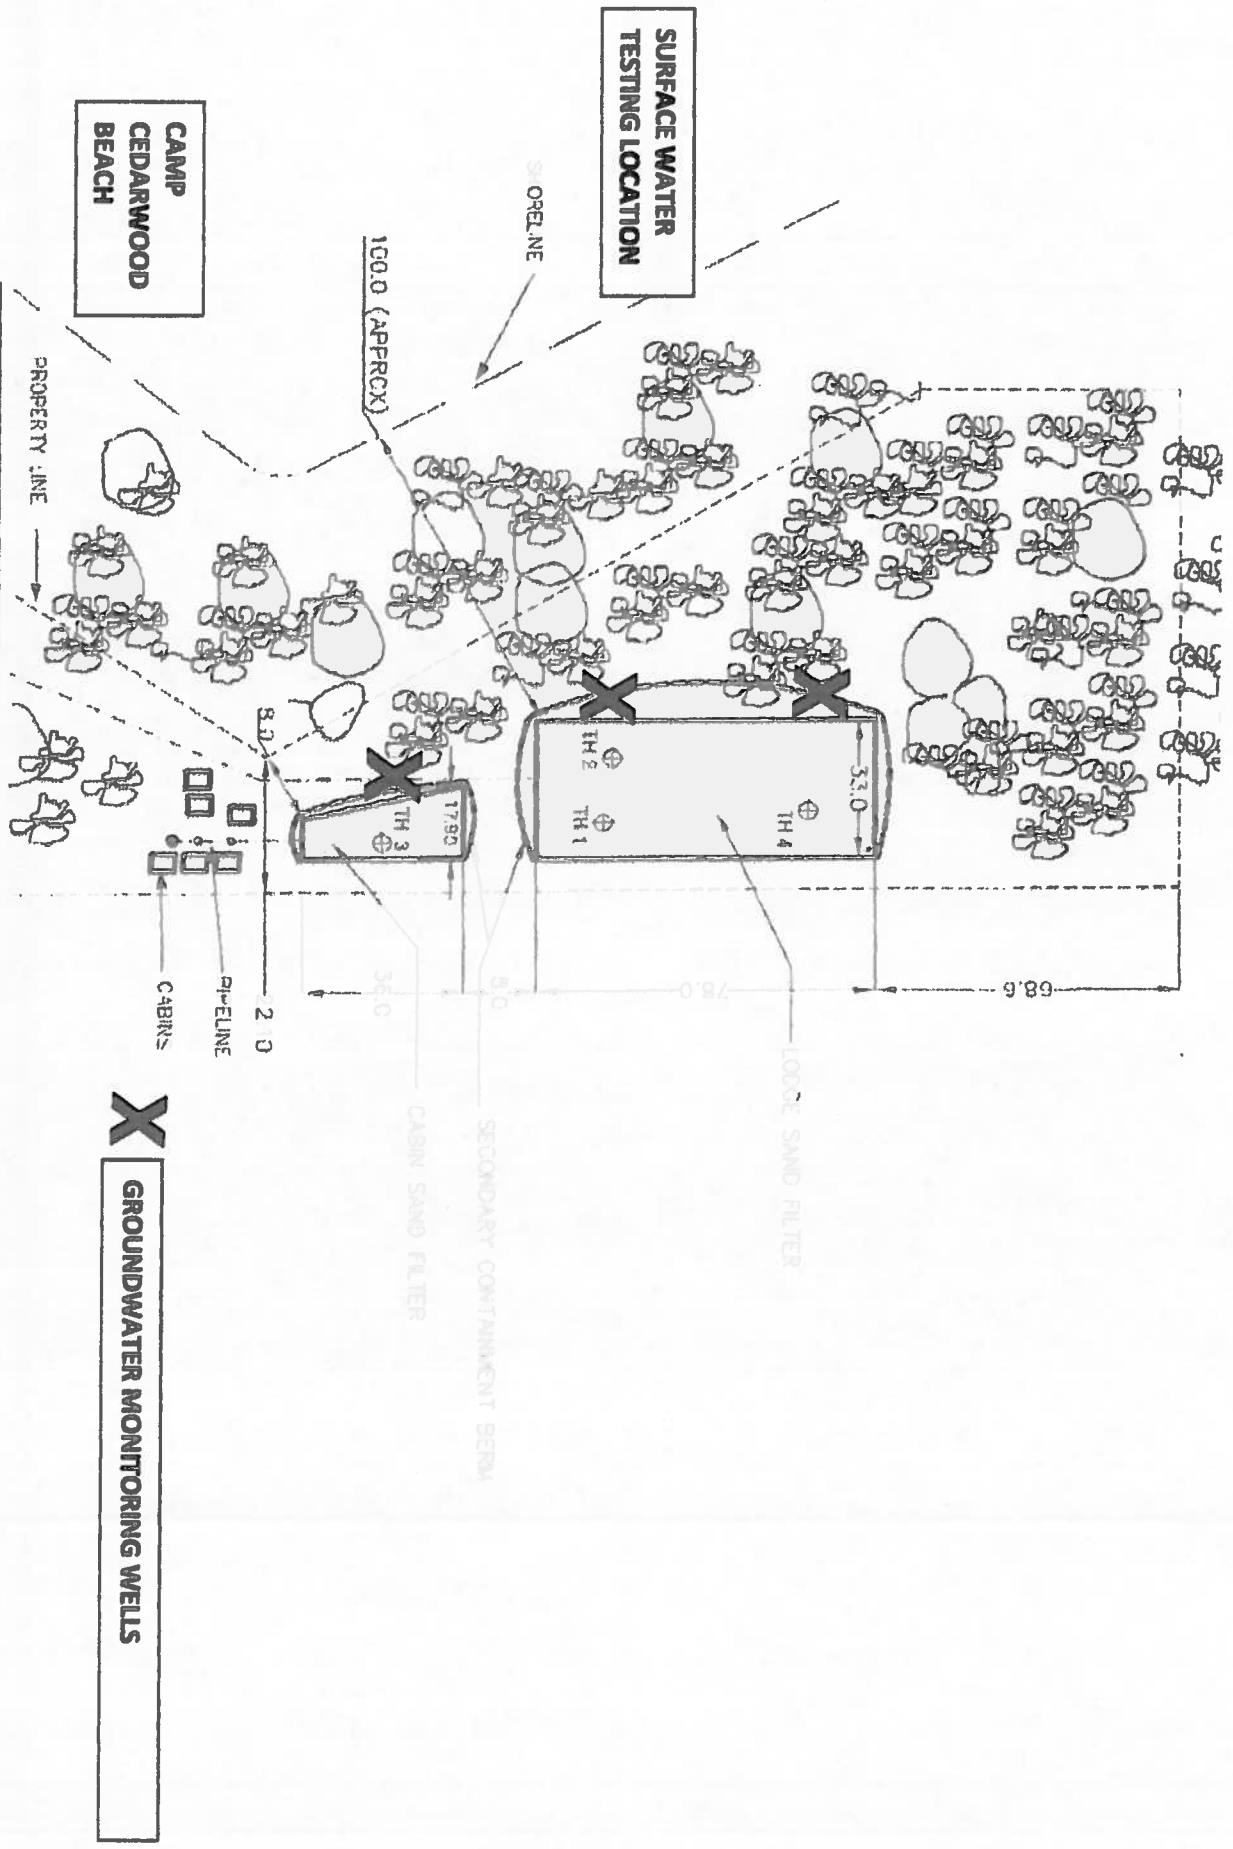 SURFACE WATER
TESTING LOCATION
CAMP
CEDARWOOD
BEACH
SHORELINE
100.0 (APPROX)
PROPERTY LINE
8.0
TH 2
TH 1
TH 4
33.0
TH 3
17.90
68.6
78.0
5.0
36.0
22.10
PIPELINE
CABINS
LODGE SAND FILTER
SECONDARY CONTAINMENT BERM
CABIN SAND FILTER
X GROUNDWATER MONITORING WELLS